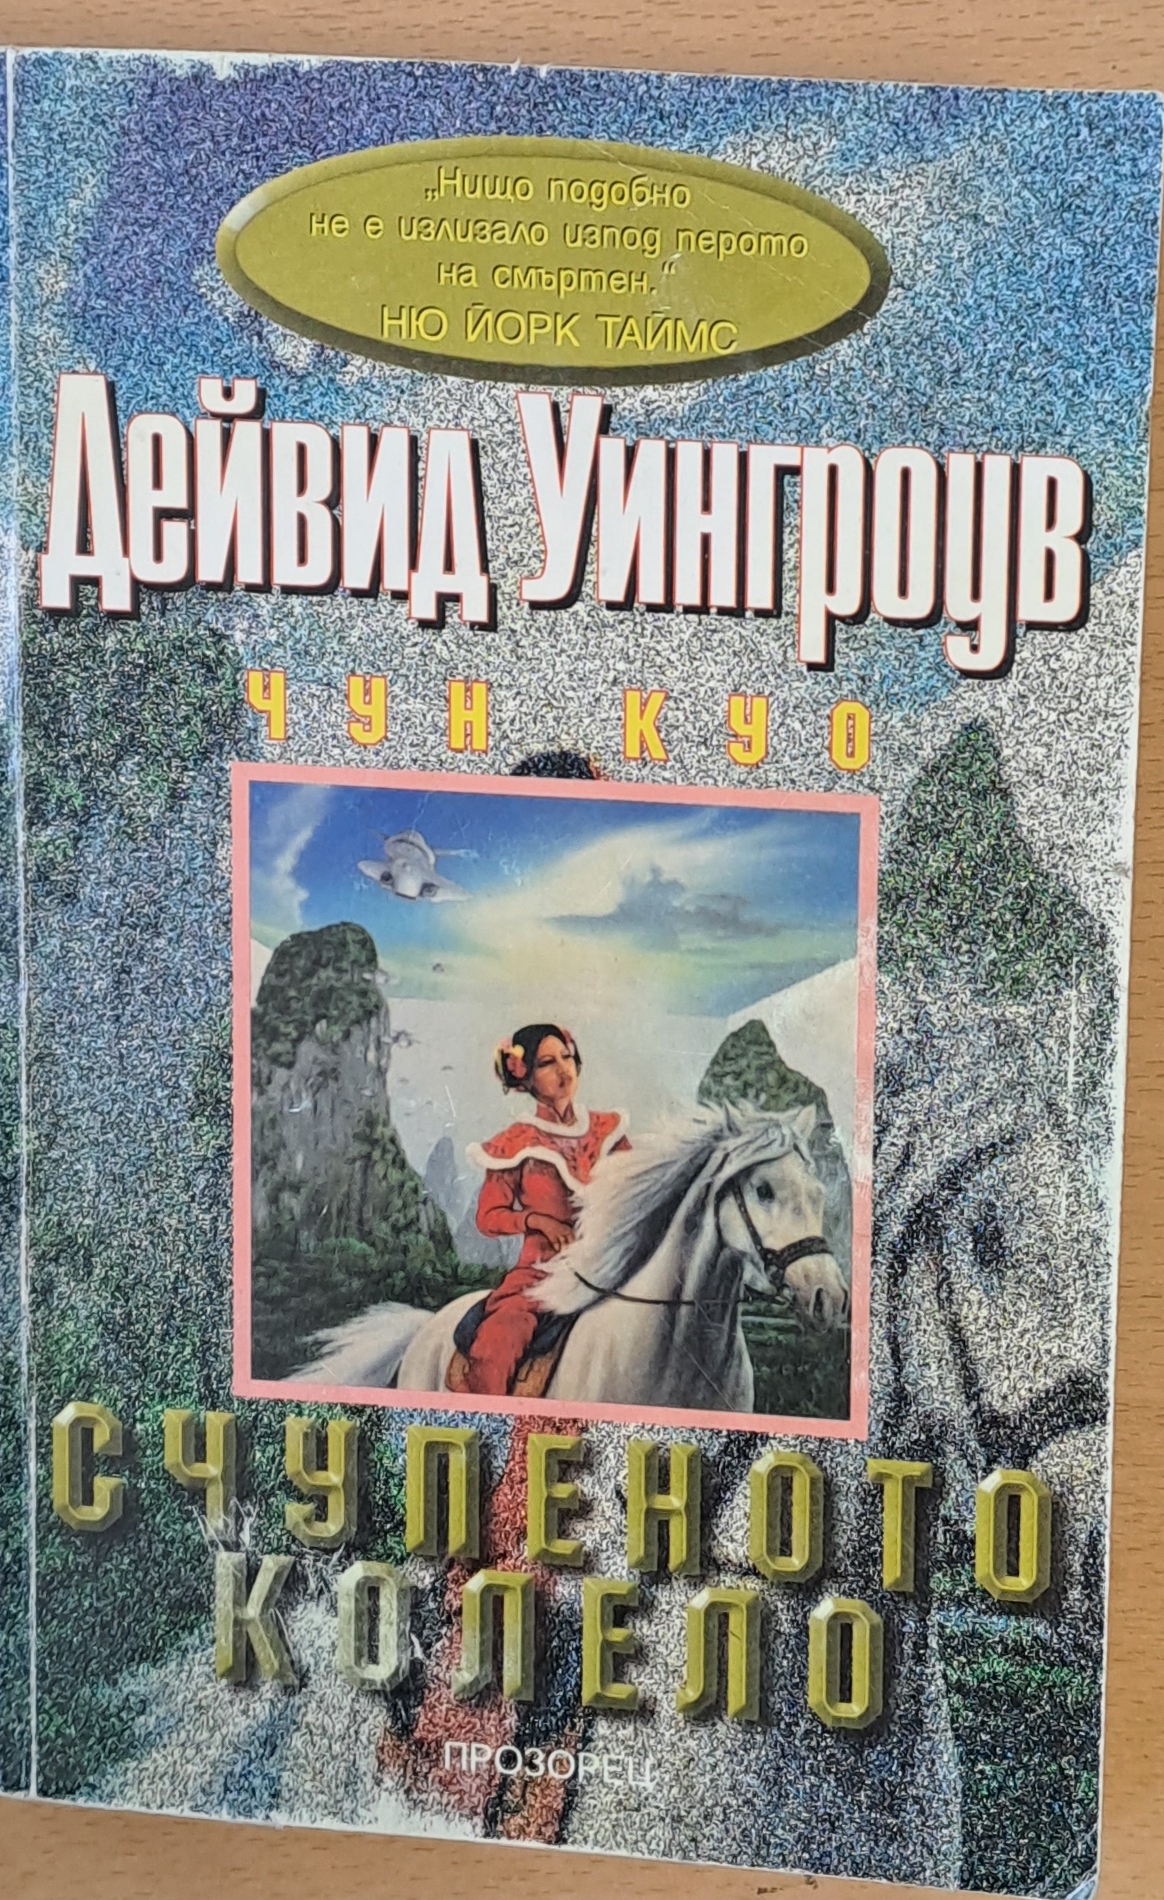 „Нищо подобно
не е излизало изпод перото
на смъртен.“
НЮ ЙОРК ТАЙМС
Дейвид Уингроув
ЧУН КУО
СЧУПЕНОТО
КОЛЕЛО
ПРОЗОРЕЦ